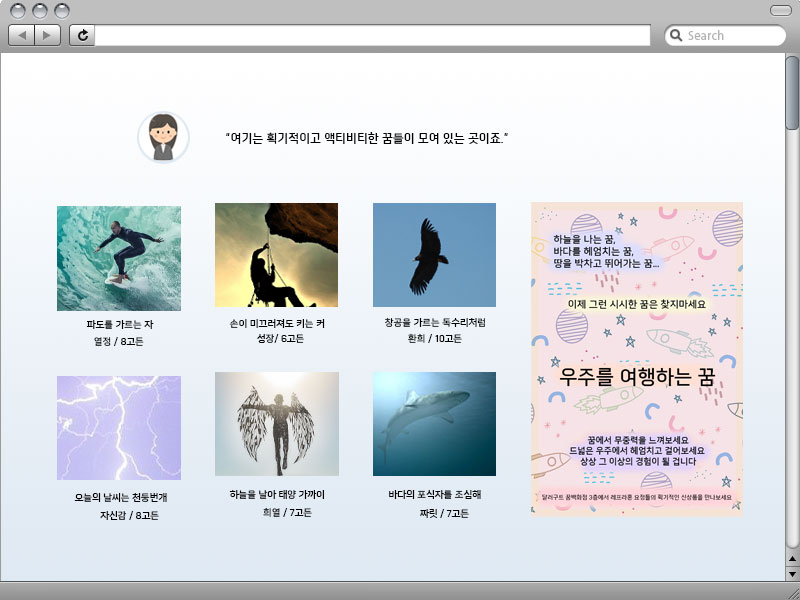 Search
“여기는 획기적이고 액티비티한 꿈들이 모여 있는 곳이죠.”
파도를 가르는 자
열정 / 8고든
손이 미끄러져도 키는 커
성장/ 6고든
창공을 가르는 독수리처럼
환희 / 10고든
오늘의 날씨는 천둥번개
자신감 / 8고든
하늘을 날아 태양 가까이
희열 / 7고든
바다의 포식자를 조심해
짜릿 / 7고든
하늘을 나는 꿈,
바다를 헤엄치는 꿈,
땅을 박차고 뛰어가는 꿈...
이제 그런 시시한 꿈은 찾지마세요
우주를 여행하는 꿈
꿈에서 무중력을 느껴보세요
드넓은 우주에서 헤엄치고 걸어보세요
상상 그 이상의 경험이 될 겁니다
달러구트 꿈백화점 3층에서 레프라혼 요정들의 획기적인 신상품을 만나보세요